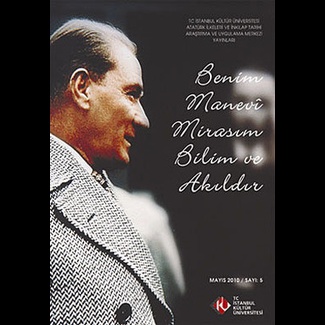 TC İSTANBUL KÜLTÜR ÜNİVERSİTESİ
ATATÜRK İLKELERİ VE İNKILAP TARİHİ
ARAŞTIRMA VE UYGULAMA MERKEZİ
YAYINLARI
Benim
Manevî
Mirasım
Bilim ve
Akıldır
MAYIS 2010 / SAYI: 5
TC
İSTANBUL
KÜLTÜR
ÜNİVERSİTESİ